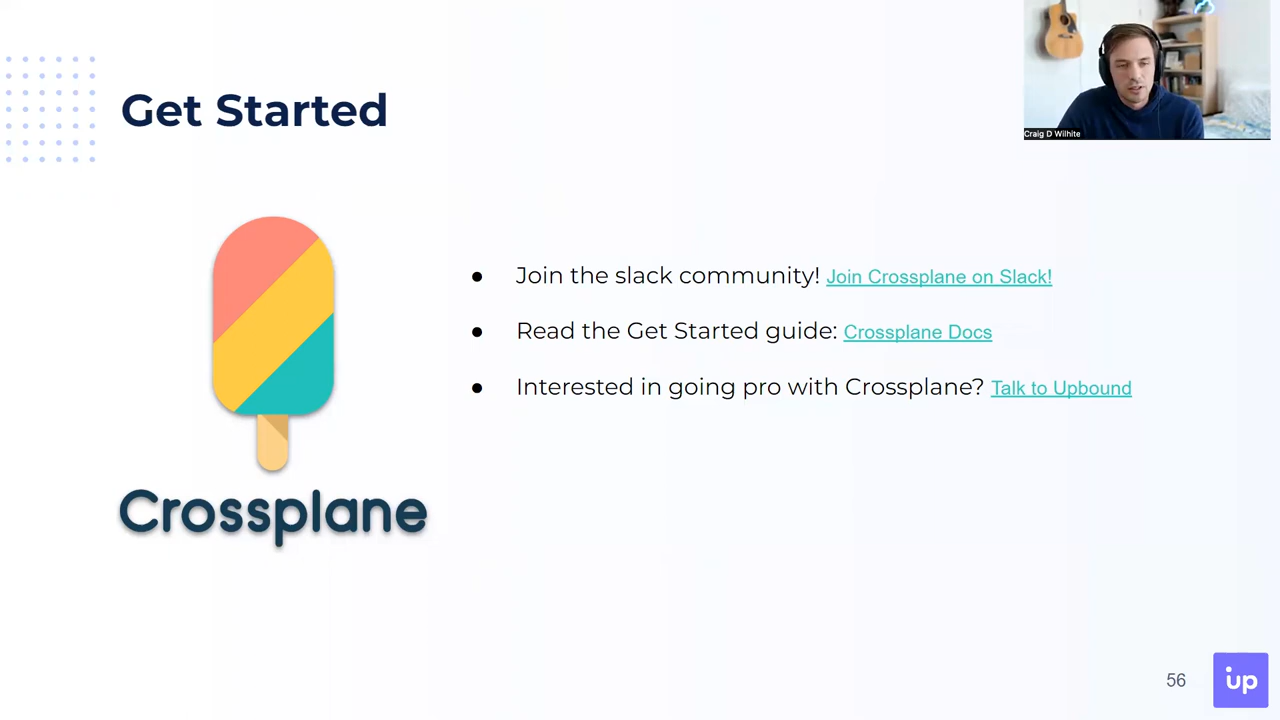 Craig D Wilhite
Get Started
Join the slack community! Join Crossplane on Slack!
Read the Get Started guide: Crossplane Docs
Interested in going pro with Crossplane? Talk to Upbound
Crossplane
56
up